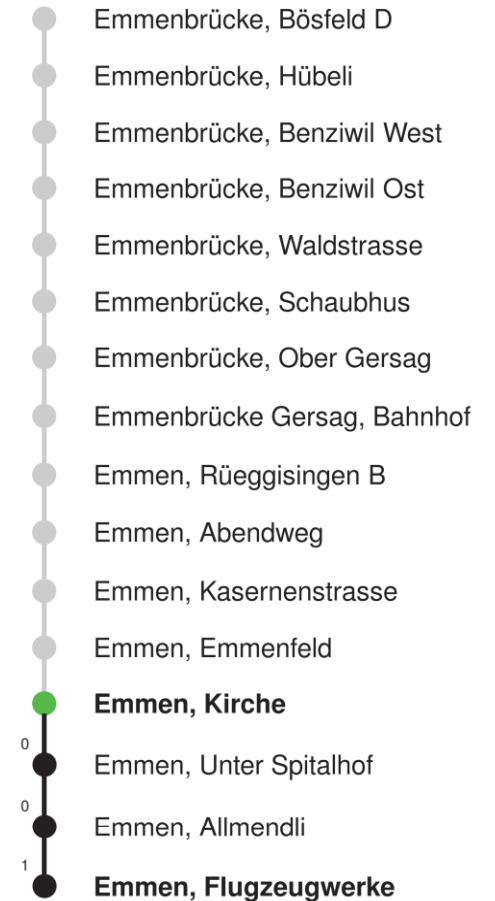 Emmenbrücke, Bösfeld D
Emmenbrücke, Hübeli
Emmenbrücke, Benziwil West
Emmenbrücke, Benziwil Ost
Emmenbrücke, Waldstrasse
Emmenbrücke, Schaubhus
Emmenbrücke, Ober Gersag
Emmenbrücke Gersag, Bahnhof
Emmen, Rüeggisingen B
Emmen, Abendweg
Emmen, Kasernenstrasse
Emmen, Emmenfeld
Emmen, Kirche
0
Emmen, Unter Spitalhof
0
Emmen, Allmendli
1
Emmen, Flugzeugwerke